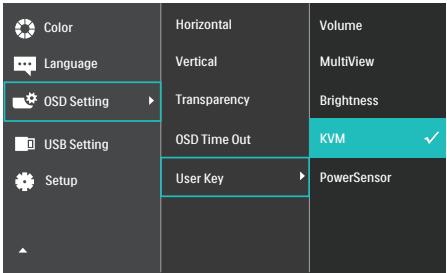 Color
Language
OSD Setting
USB Setting
Setup
Horizontal
Vertical
Transparency
OSD Time Out
User Key
Volume
MultiView
Brightness
KVM
PowerSensor